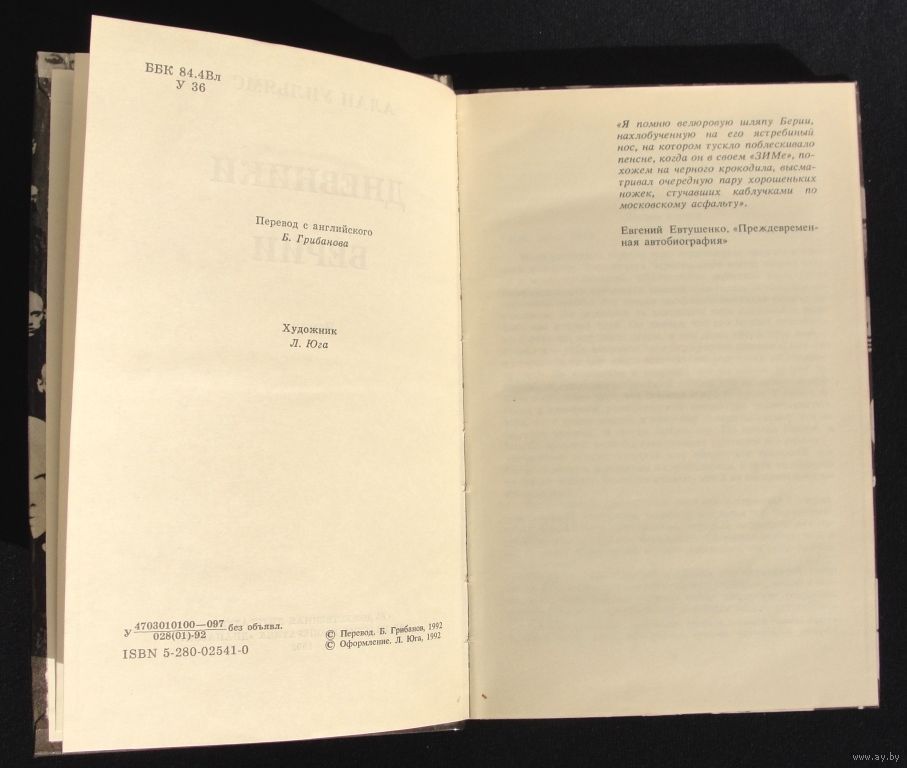 ББК 84.4Вл
У 36
Перевод с английского
Б. Грибанова
Художник
Л. Юга
У 4703010100—097 без объявл.
028(01)-92
ISBN 5-280-02541-0
© Перевод. Б. Грибанов, 1992
© Оформление. Л. Юга, 1992
«Я помню велюровую шляпу Берии,
нахлобученную на его ястребиный
нос, на котором тускло поблескивало
пенсне, когда он в своем «ЗИМе», по-
хожем на черного крокодила, высма-
тривал очередную пару хорошеньких
ножек, стучавших каблучками по
московскому асфальту».
Евгений Евтушенко, «Преждевремен-
ная автобиография»
www.ay.by